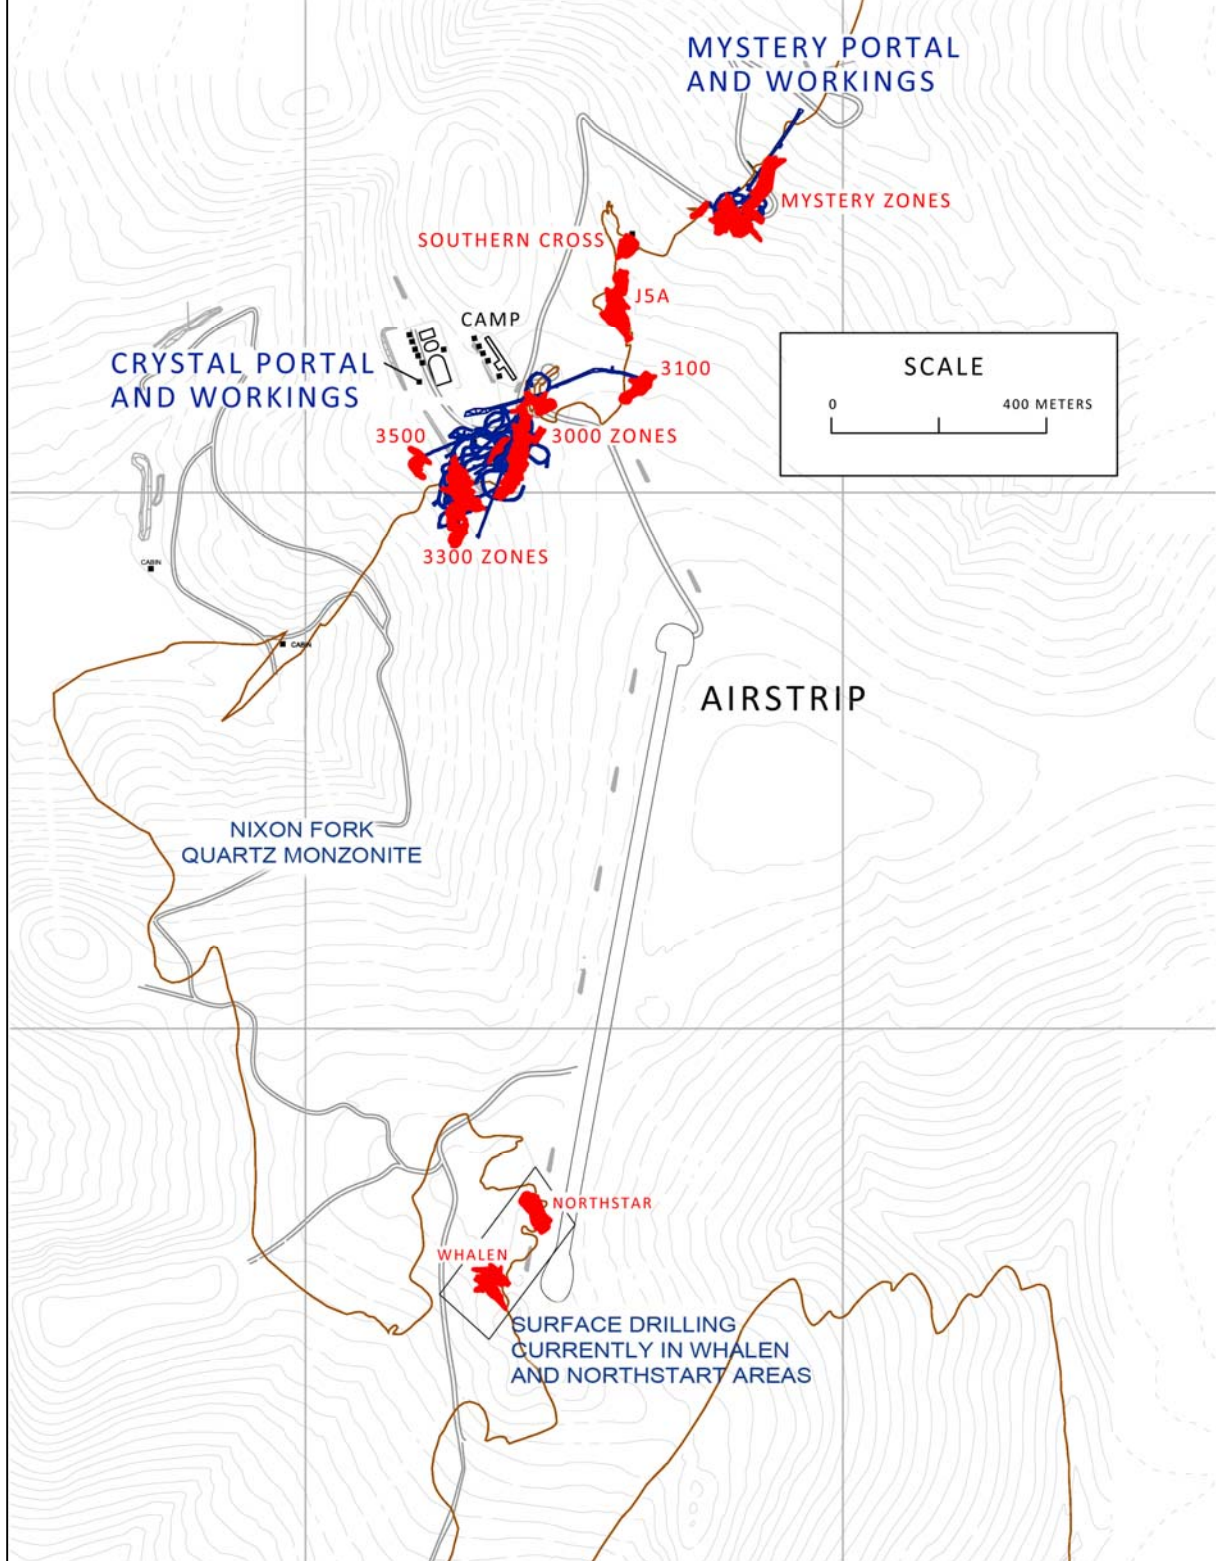 MYSTERY PORTAL
AND WORKINGS
MYSTERY ZONES
SOUTHERN CROSS
J5A
CAMP
CRYSTAL PORTAL
AND WORKINGS
3100
SCALE
0 400 METERS
3500
3000 ZONES
3300 ZONES
CABIN
CABIN
AIRSTRIP
NIXON FORK
QUARTZ MONZONITE
NORTHSTAR
WHALEN
SURFACE DRILLING
CURRENTLY IN WHALEN
AND NORTHSTART AREAS